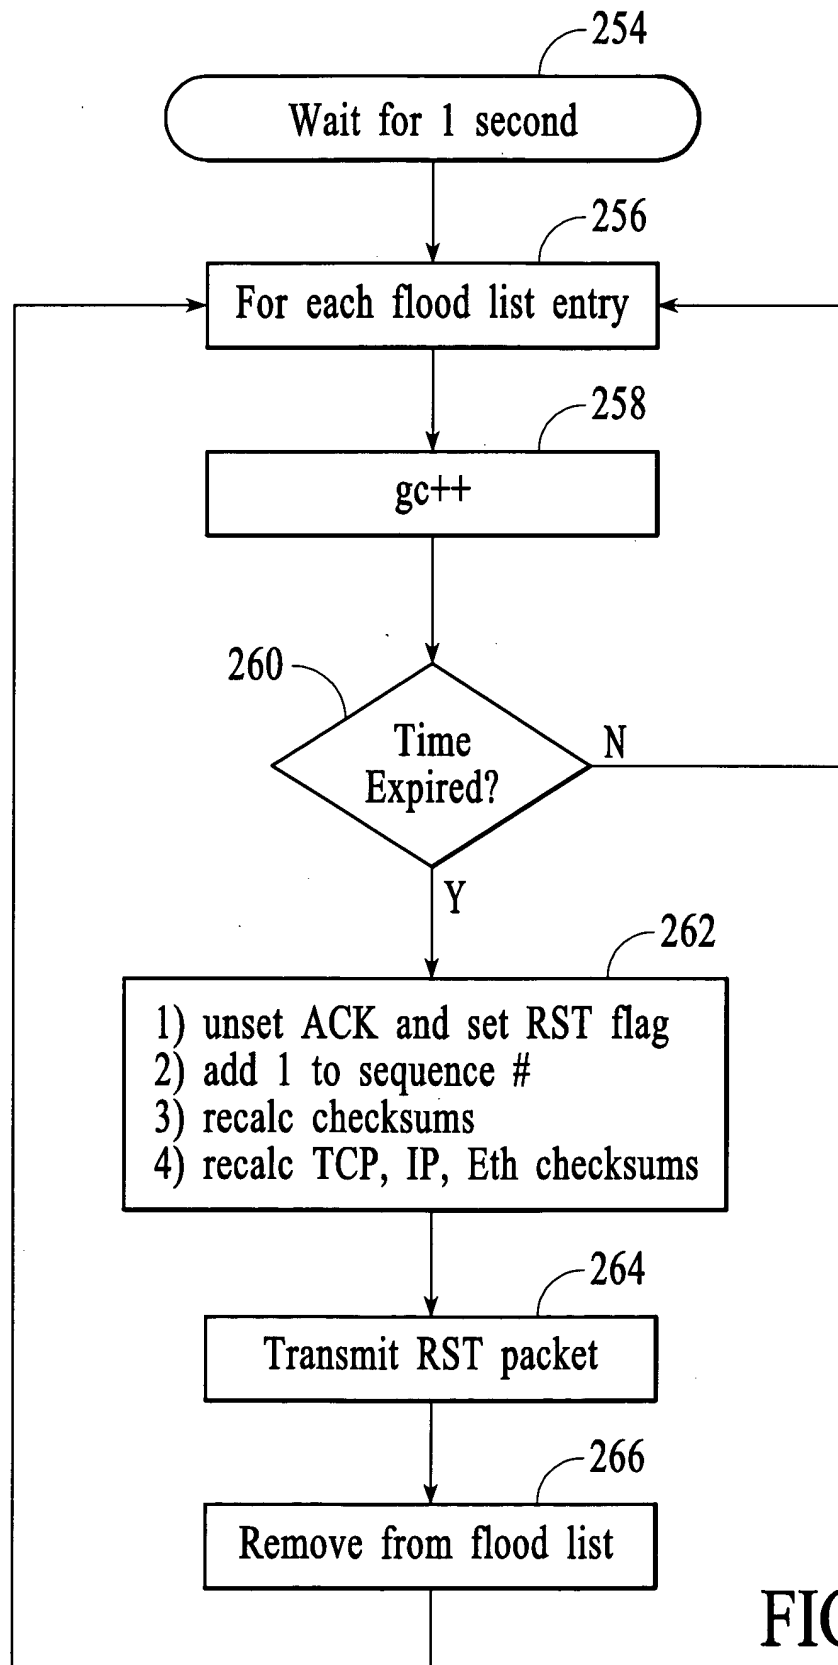 254
Wait for 1 second
256
For each flood list entry
258
gc++
260
Time
Expired?
N
Y
262
1) unset ACK and set RST flag
2) add 1 to sequence #
3) recalc checksums
4) recalc TCP, IP, Eth checksums
264
Transmit RST packet
266
Remove from flood list